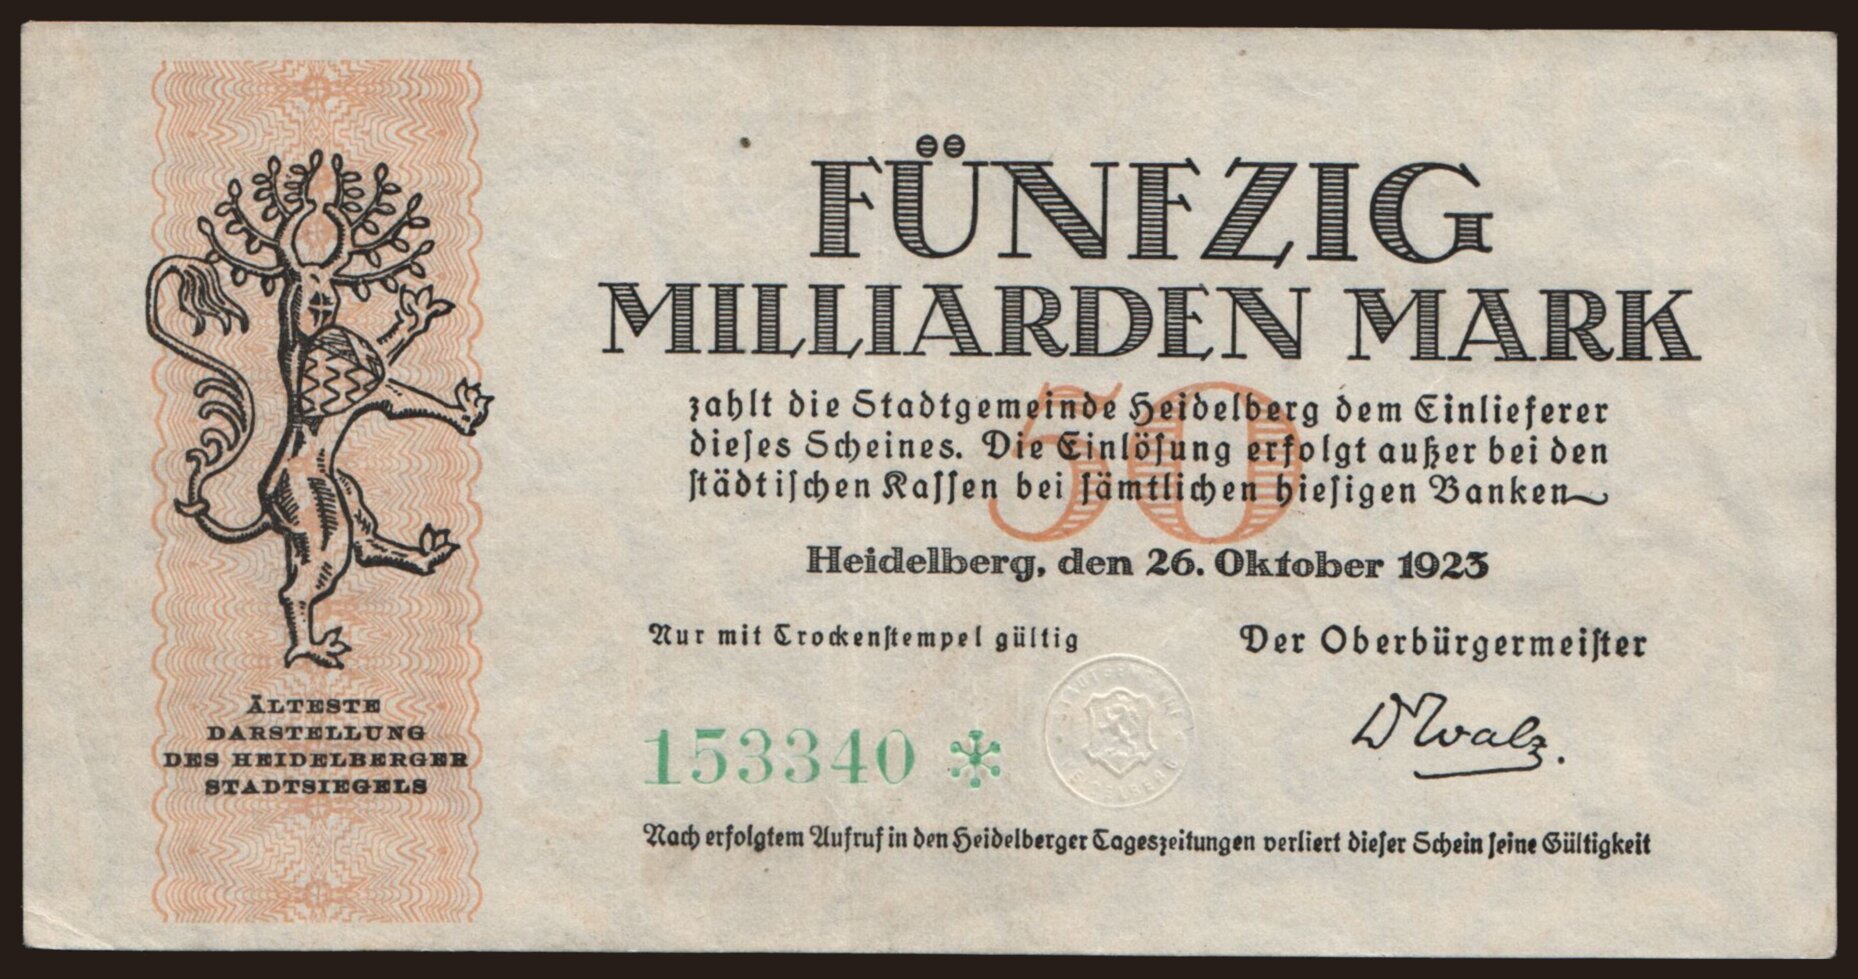 FÜNFZIG
MILLIARDEN MARK
50
zahlt die Stadtgemeinde Heidelberg dem Einlieferer
dieſes Scheines. Die Einlöſung erfolgt außer bei den
ſtädtiſchen Kaſſen bei ſämtlichen hieſigen Banken
Heidelberg, den 26. Oktober 1923
Nur mit Trockenſtempel gültig
Der Oberbürgermeiſter
D Walz.
153340 *
Nach erfolgtem Aufruf in den Heidelberger Tageszeitungen verliert dieſer Schein ſeine Gültigkeit
ÄLTESTE
DARSTELLUNG
DES HEIDELBERGER
STADTSIEGELS